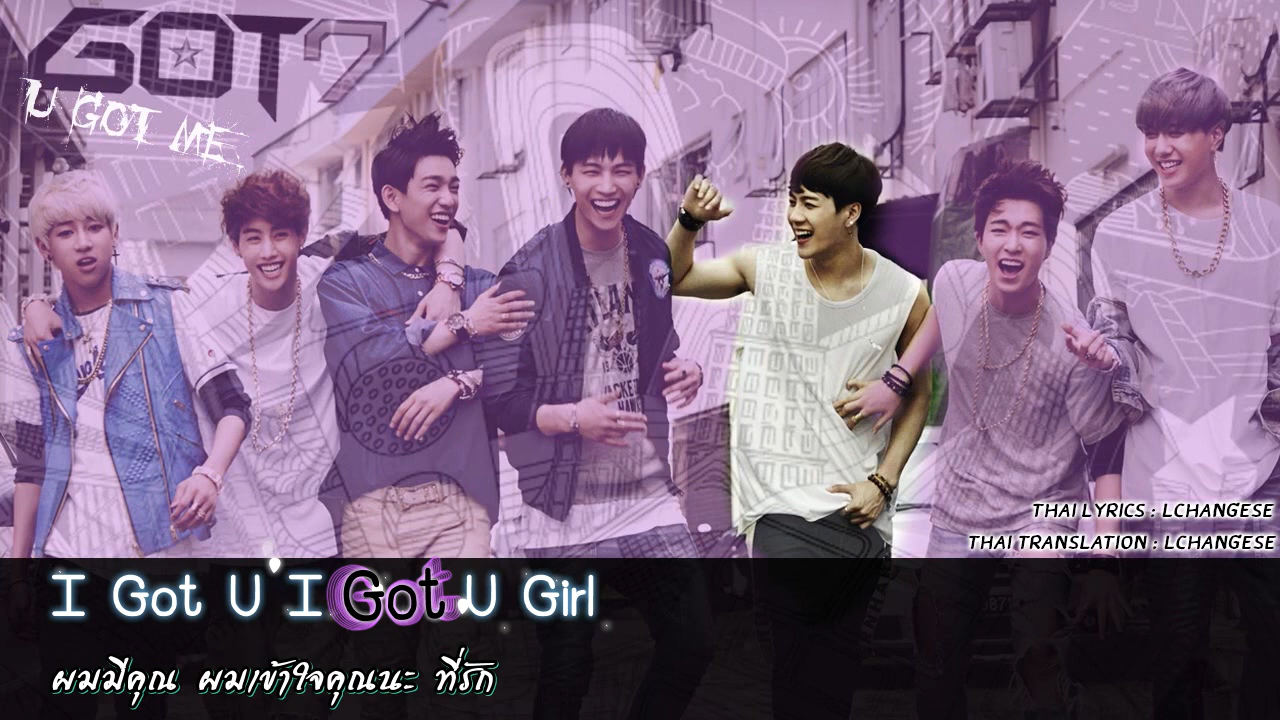 GOT7
U GOT ME
THAI LYRICS : LCHANGESE
THAI TRANSLATION : LCHANGESE
I Got U I Got U Girl
ผมมีคุณ ผมเข้าใจคุณนะ ที่รัก